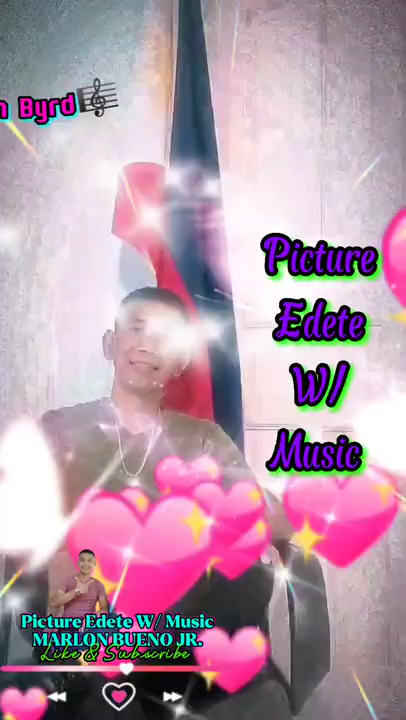 n Byrd
Picture
Edete
W/
Music
Picture Edete W/ Music
MARLON BUENO JR.
Like & Subscribe